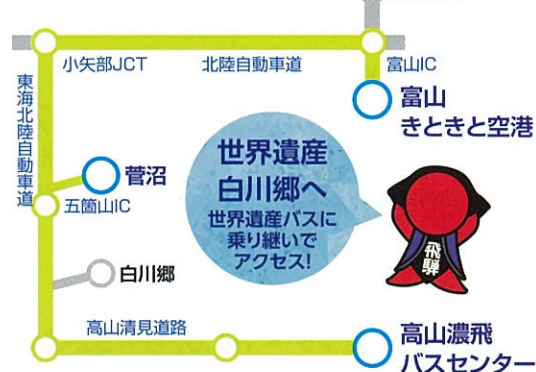 小矢部JCT
北陸自動車道
富山IC
富山
きときと空港
東海北陸自動車道
世界遺産
白川郷へ
世界遺産バスに
乗り継いで
アクセス!
菅沼
五箇山IC
飛騨
白川郷
高山清見道路
高山濃飛
バスセンター